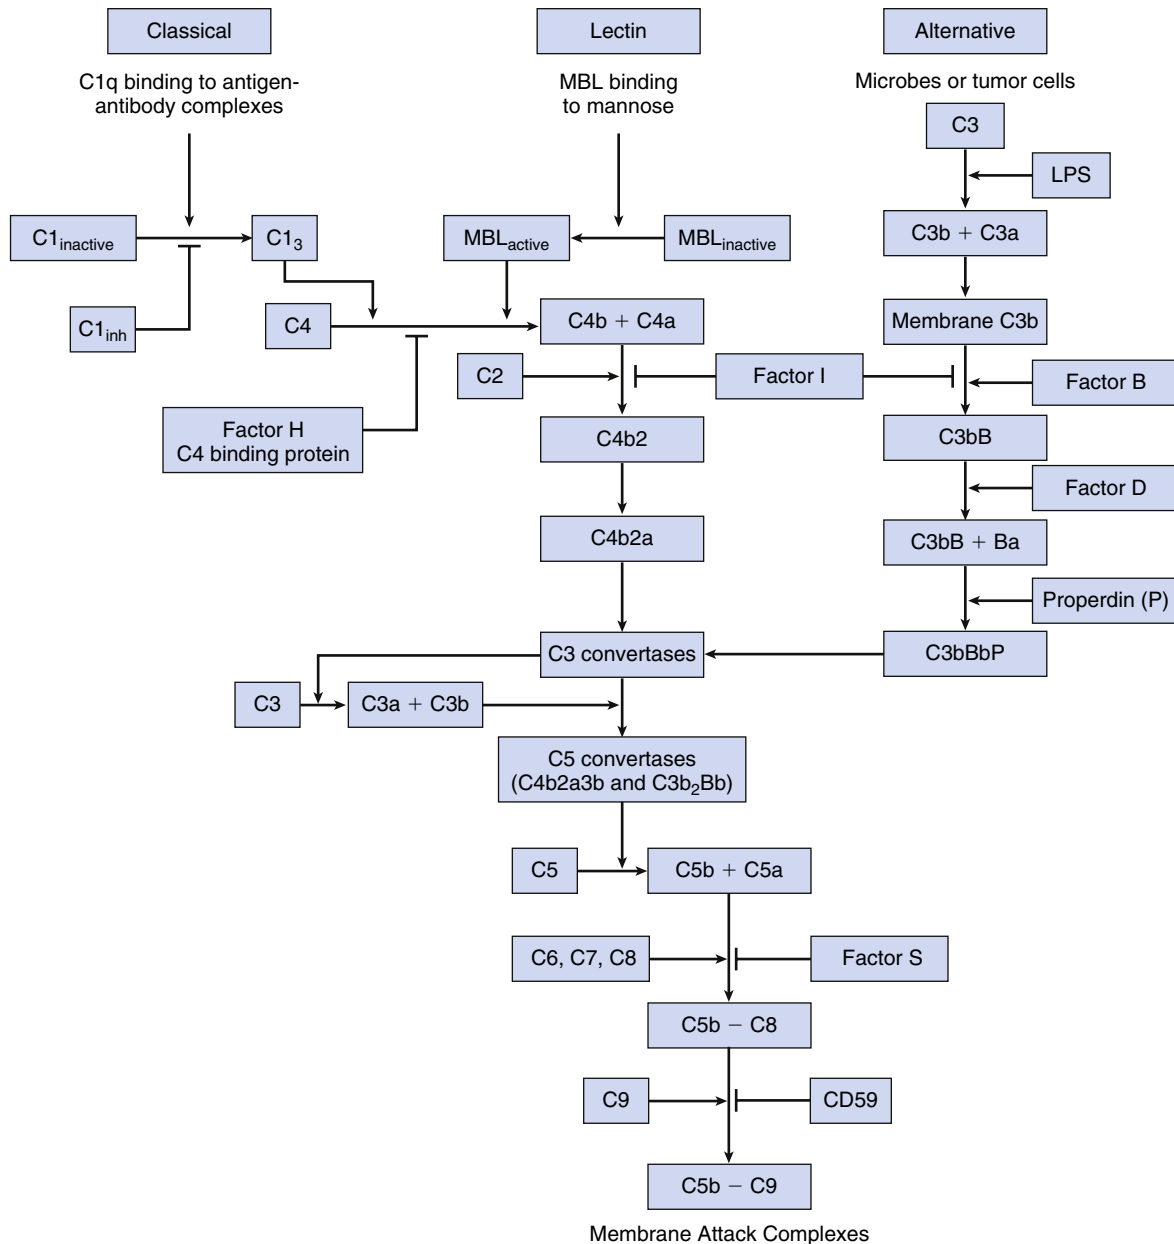 Classical
Lectin
Alternative
C1q binding to antigen-
antibody complexes
MBL binding
to mannose
Microbes or tumor cells
C3
LPS
C1inactive
C13
MBLactive
MBLinactive
C3b + C3a
C1inh
C4
C4b + C4a
Membrane C3b
C2
Factor I
Factor B
Factor H
C4 binding protein
C4b2
C3bB
Factor D
C4b2a
C3bB + Ba
Properdin (P)
C3 convertases
C3bBbP
C3
C3a + C3b
C5 convertases
(C4b2a3b and C3b2Bb)
C5
C5b + C5a
C6, C7, C8
Factor S
C5b − C8
C9
CD59
C5b − C9
Membrane Attack Complexes